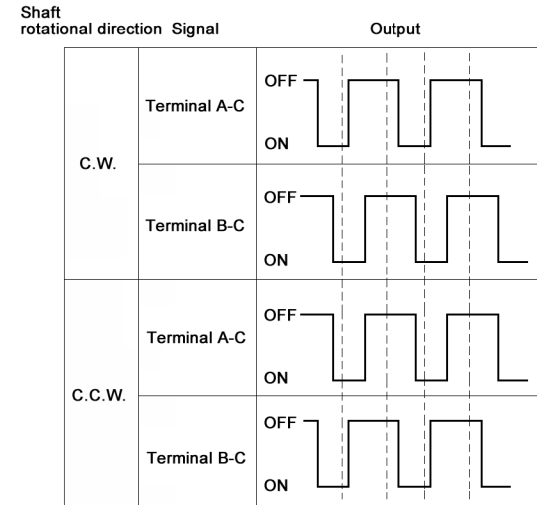 Shaft
rotational direction Signal Output
C.W.
Terminal A-C
OFF
ON
Terminal B-C
OFF
ON
C.C.W.
Terminal A-C
OFF
ON
Terminal B-C
OFF
ON